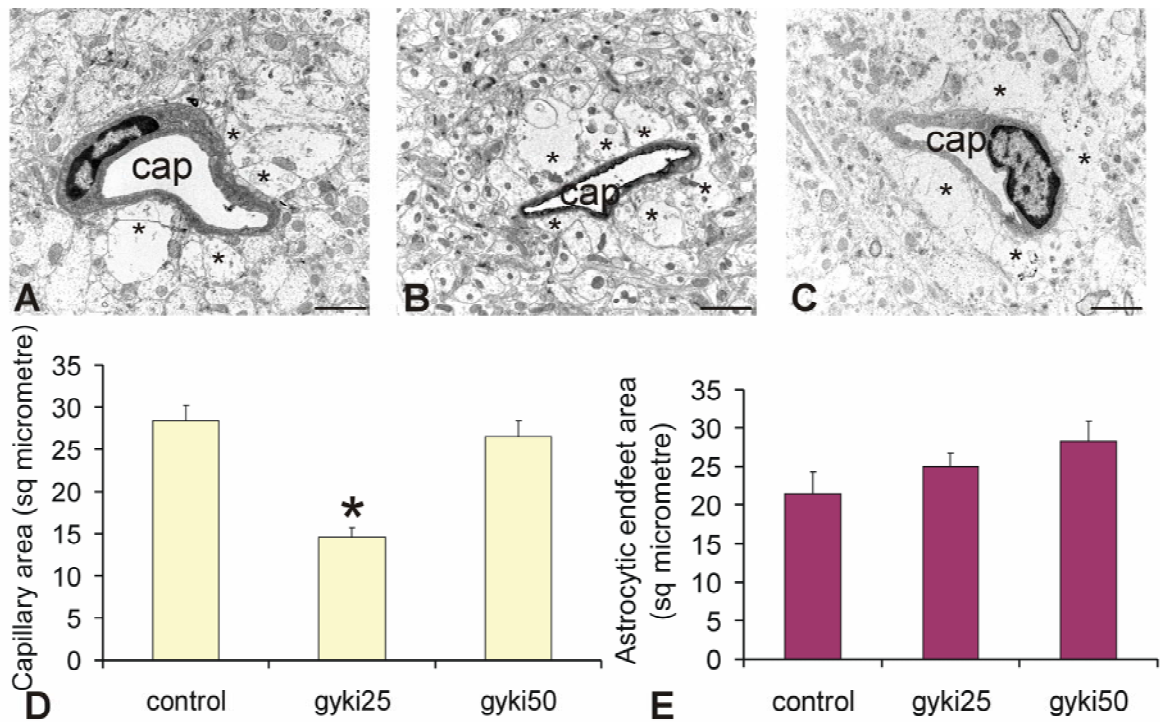 cap
*
*
*
*
A
cap
*
*
*
*
*
*
B
cap
*
*
*
*
C
Capillary area (sq micrometre)
35
30
25
20
15
10
5
0
*
control
gyki25
gyki50
D
Astrocytic endfeet area
(sq micrometre)
35
30
25
20
15
10
5
0
control
gyki25
gyki50
E